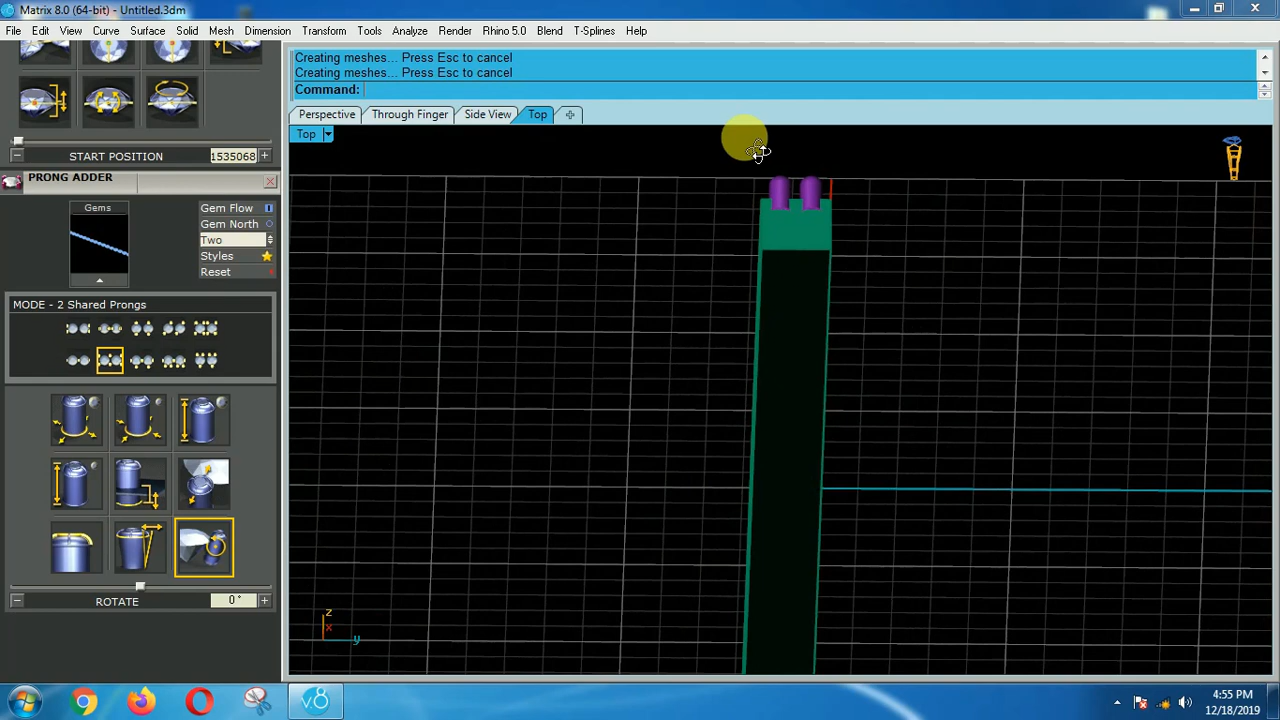 Matrix 8.0 (64-bit) - Untitled.3dm
File Edit View Curve Surface Solid Mesh Dimension Transform Tools Analyze Render Rhino 5.0 Blend T-Splines Help
Creating meshes... Press Esc to cancel
Creating meshes... Press Esc to cancel
Command:
Perspective Through Finger Side View Top
Top
START POSITION 1535068
PRONG ADDER
Gems
Gem Flow
Gem North
Two
Styles
Reset
MODE - 2 Shared Prongs
ROTATE 0°
z
x
y
v.8
4:55 PM
12/18/2019